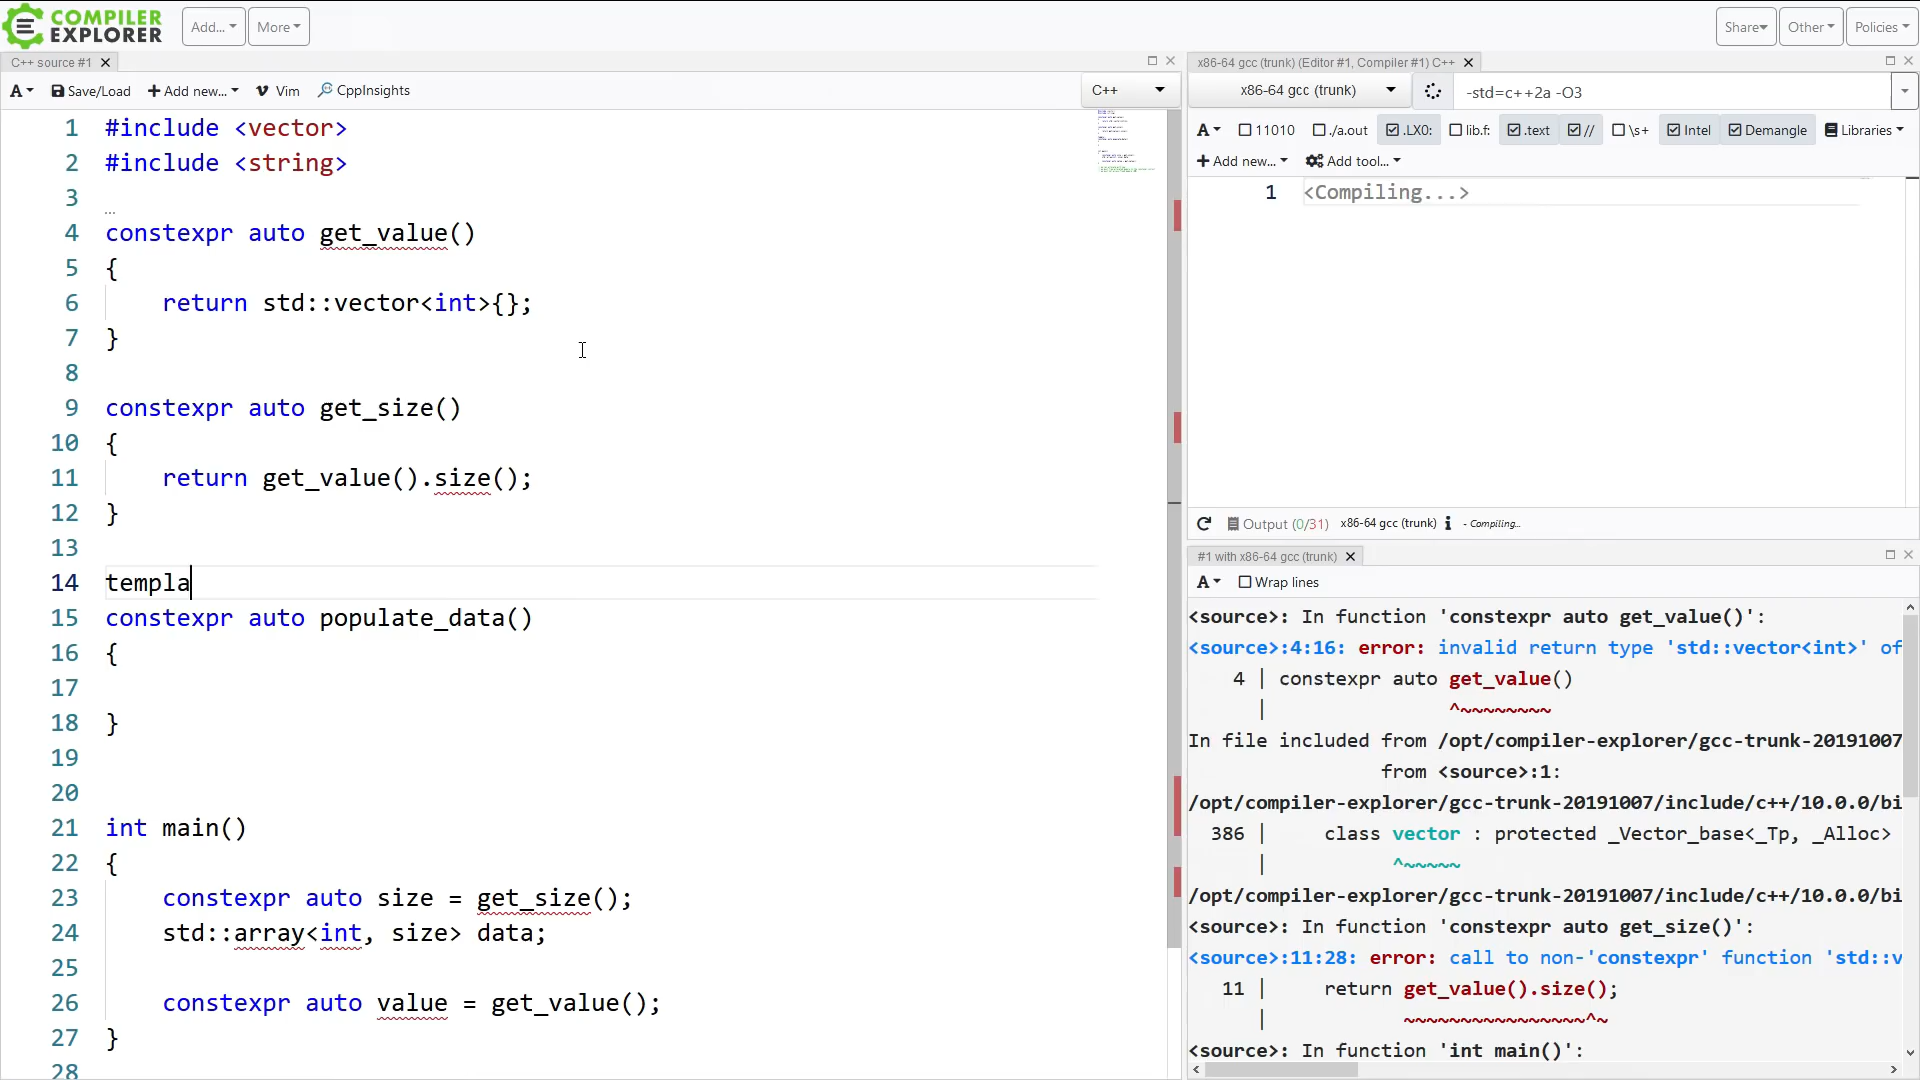 COMPILER
EXPLORER
Add... More
Share Other Policies
C++ source #1
A Save/Load + Add new... Vim CppInsights C++
1 #include <vector>
2 #include <string>
3
...
4 constexpr auto get_value()
5 {
6 return std::vector<int>{};
7 }
8
9 constexpr auto get_size()
10 {
11 return get_value().size();
12 }
13
14 templa
15 constexpr auto populate_data()
16 {
17
18 }
19
20
21 int main()
22 {
23 constexpr auto size = get_size();
24 std::array<int, size> data;
25
26 constexpr auto value = get_value();
27 }
28
x86-64 gcc (trunk) (Editor #1, Compiler #1) C++
x86-64 gcc (trunk) -std=c++2a -O3
A 11010 ./a.out .LX0: lib.f: .text // \s+ Intel Demangle Libraries
+ Add new... Add tool...
1 <Compiling...>
Output (0/31) x86-64 gcc (trunk) i - Compiling...
#1 with x86-64 gcc (trunk)
A Wrap lines
<source>: In function 'constexpr auto get_value()':
<source>:4:16: error: invalid return type 'std::vector<int>' of
4 | constexpr auto get_value()
| ^~~~~~~~~
In file included from /opt/compiler-explorer/gcc-trunk-20191007
from <source>:1:
/opt/compiler-explorer/gcc-trunk-20191007/include/c++/10.0.0/bi
386 | class vector : protected _Vector_base<_Tp, _Alloc>
| ^~~~~~
/opt/compiler-explorer/gcc-trunk-20191007/include/c++/10.0.0/bi
<source>: In function 'constexpr auto get_size()':
<source>:11:28: error: call to non-'constexpr' function 'std::v
11 | return get_value().size();
| ~~~~~~~~~~~~~~~~^~
<source>: In function 'int main()':